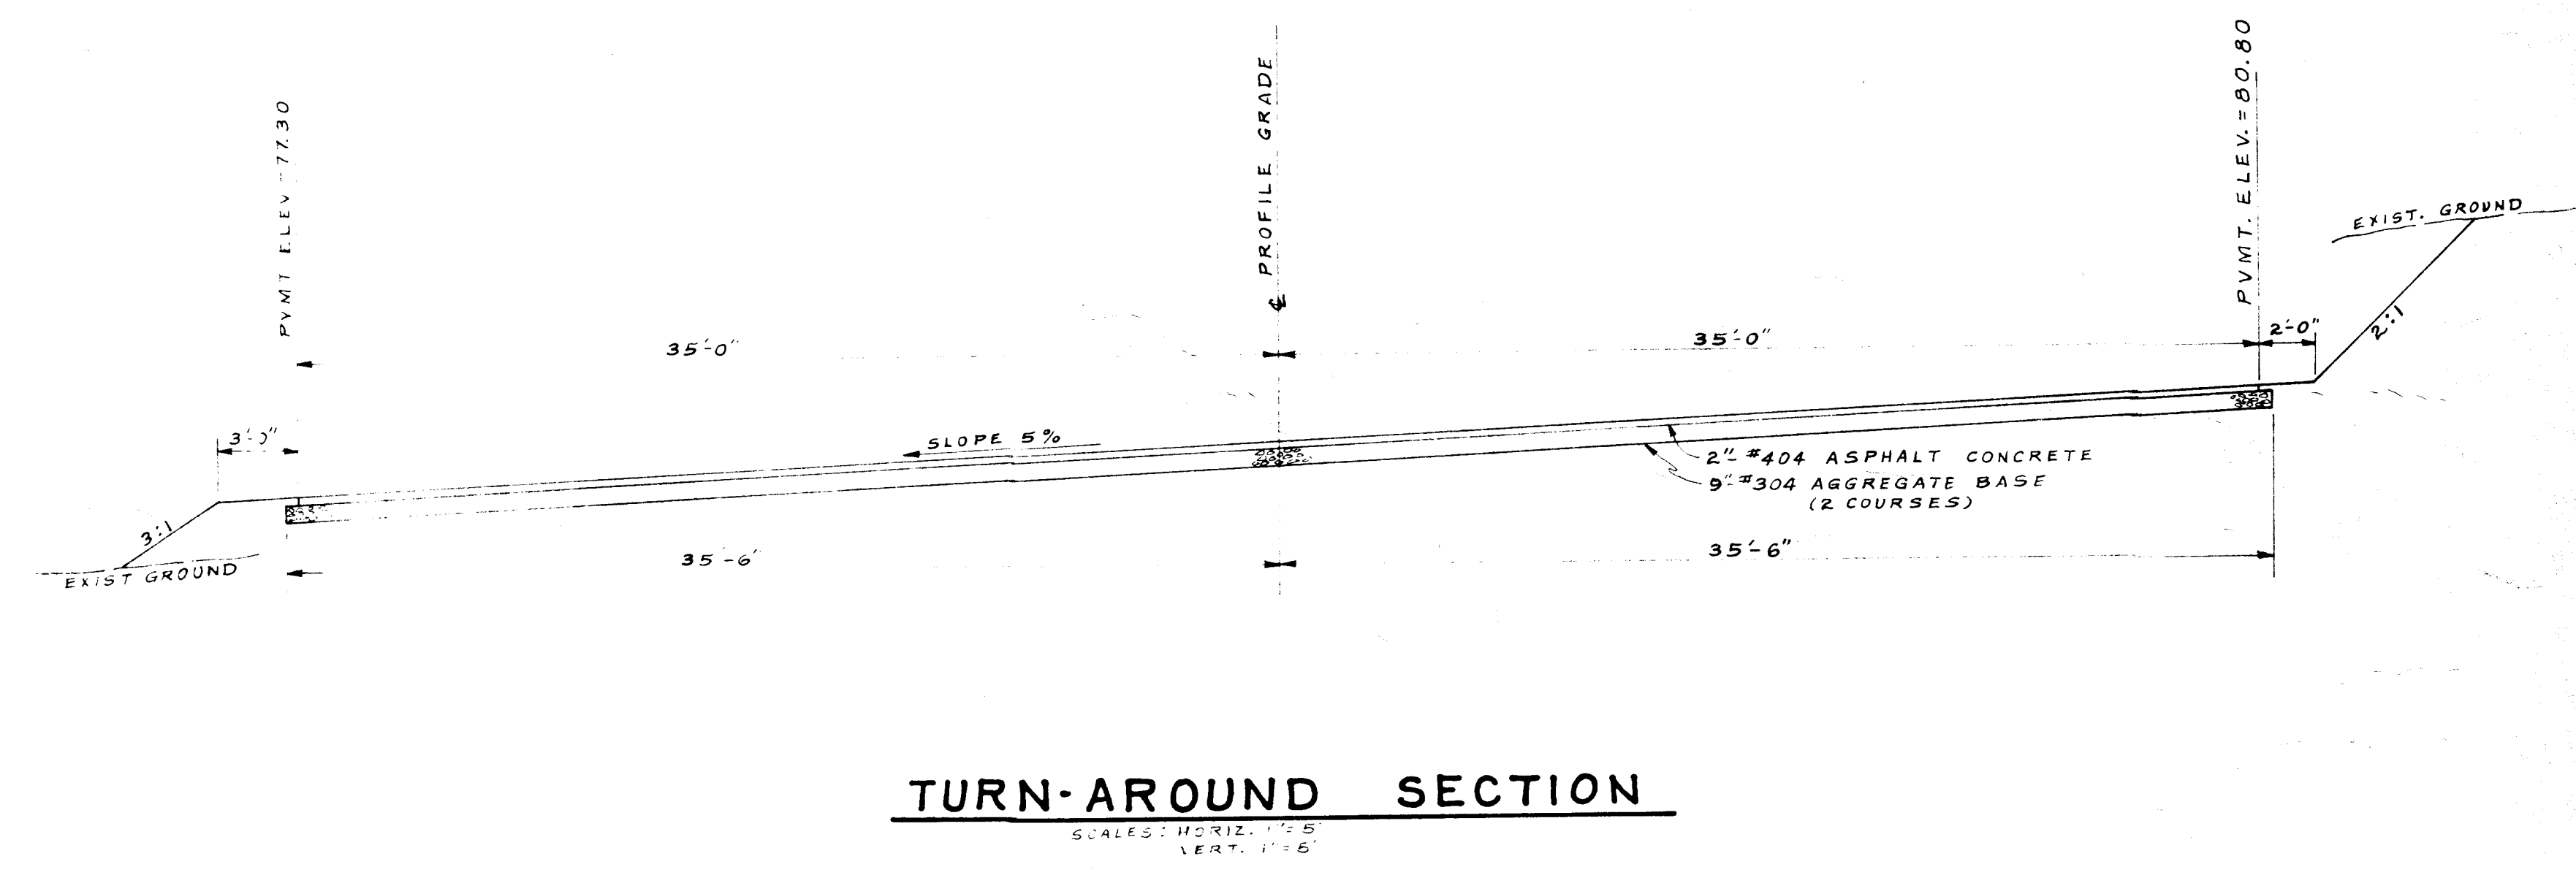 PVMT ELEV = 77.30
℄ PROFILE GRADE
PVMT. ELEV. = 80.80
EXIST. GROUND
35'-0"
35'-0"
2'-0"
2:1
3'-0"
SLOPE 5%
2"- #404 ASPHALT CONCRETE
9"- #304 AGGREGATE BASE
(2 COURSES)
3:1
EXIST GROUND
35'-6"
35'-6"
TURN-AROUND SECTION
SCALES: HORIZ. 1"=5'
VERT. 1"=5'